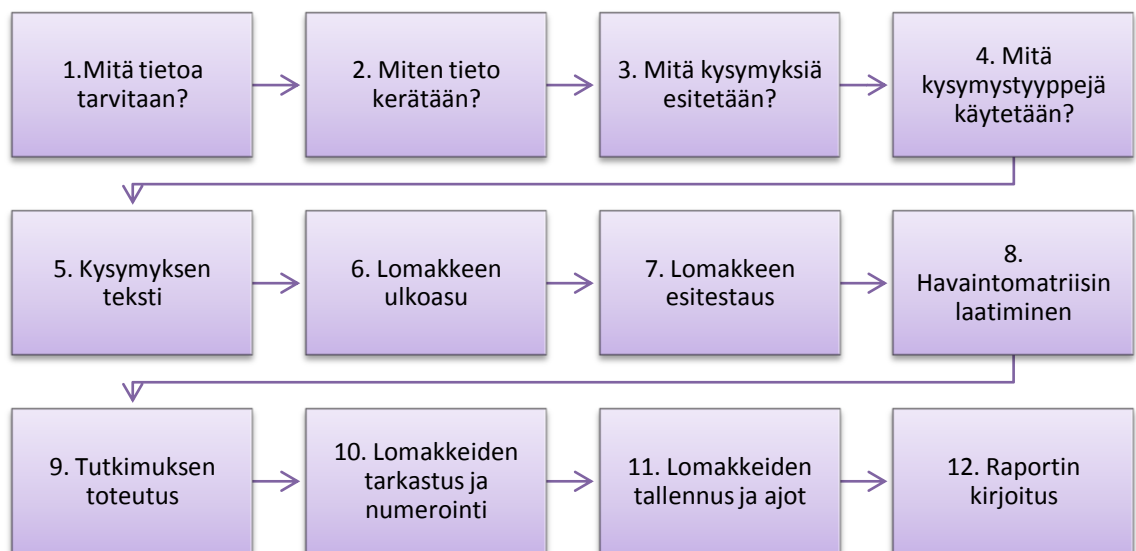 1.Mitä tietoa
tarvitaan?
2. Miten tieto
kerätään?
3. Mitä kysymyksiä
esitetään?
4. Mitä
kysymystyyppejä
käytetään?
5. Kysymyksen
teksti
6. Lomakkeen
ulkoasu
7. Lomakkeen
esitestaus
8.
Havaintomatriisin
laatiminen
9. Tutkimuksen
toteutus
10. Lomakkeiden
tarkastus ja
numerointi
11. Lomakkeiden
tallennus ja ajot
12. Raportin
kirjoitus